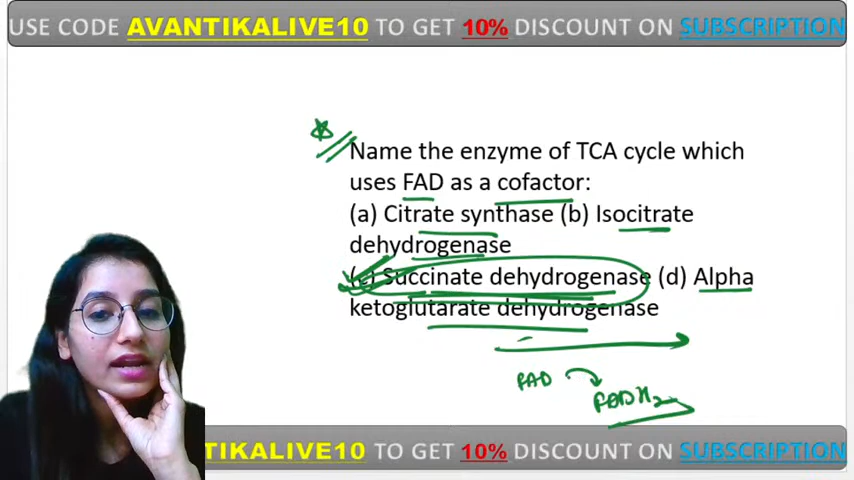 USE CODE AVANTIKALIVE10 TO GET 10% DISCOUNT ON SUBSCRIPTION
Name the enzyme of TCA cycle which
uses FAD as a cofactor:
(a) Citrate synthase (b) Isocitrate
dehydrogenase
(c) Succinate dehydrogenase (d) Alpha
ketoglutarate dehydrogenase
FAD
FADH2
TIKALIVE10 TO GET 10% DISCOUNT ON SUBSCRIPTION